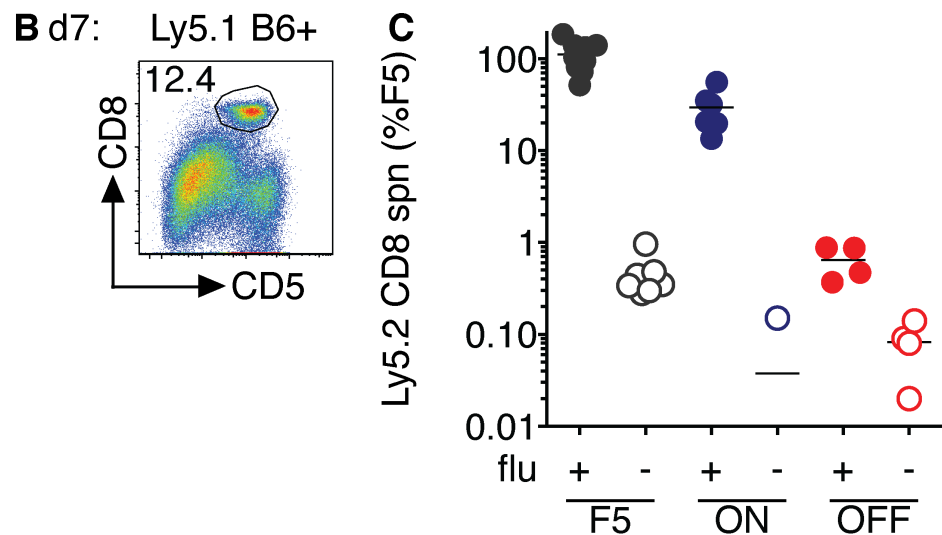 B d7: Ly5.1 B6+
12.4
CD8
CD5
C
Ly5.2 CD8 spn (%F5)
100
10
1
0.10
0.01
flu + - + - + -
F5 ON OFF